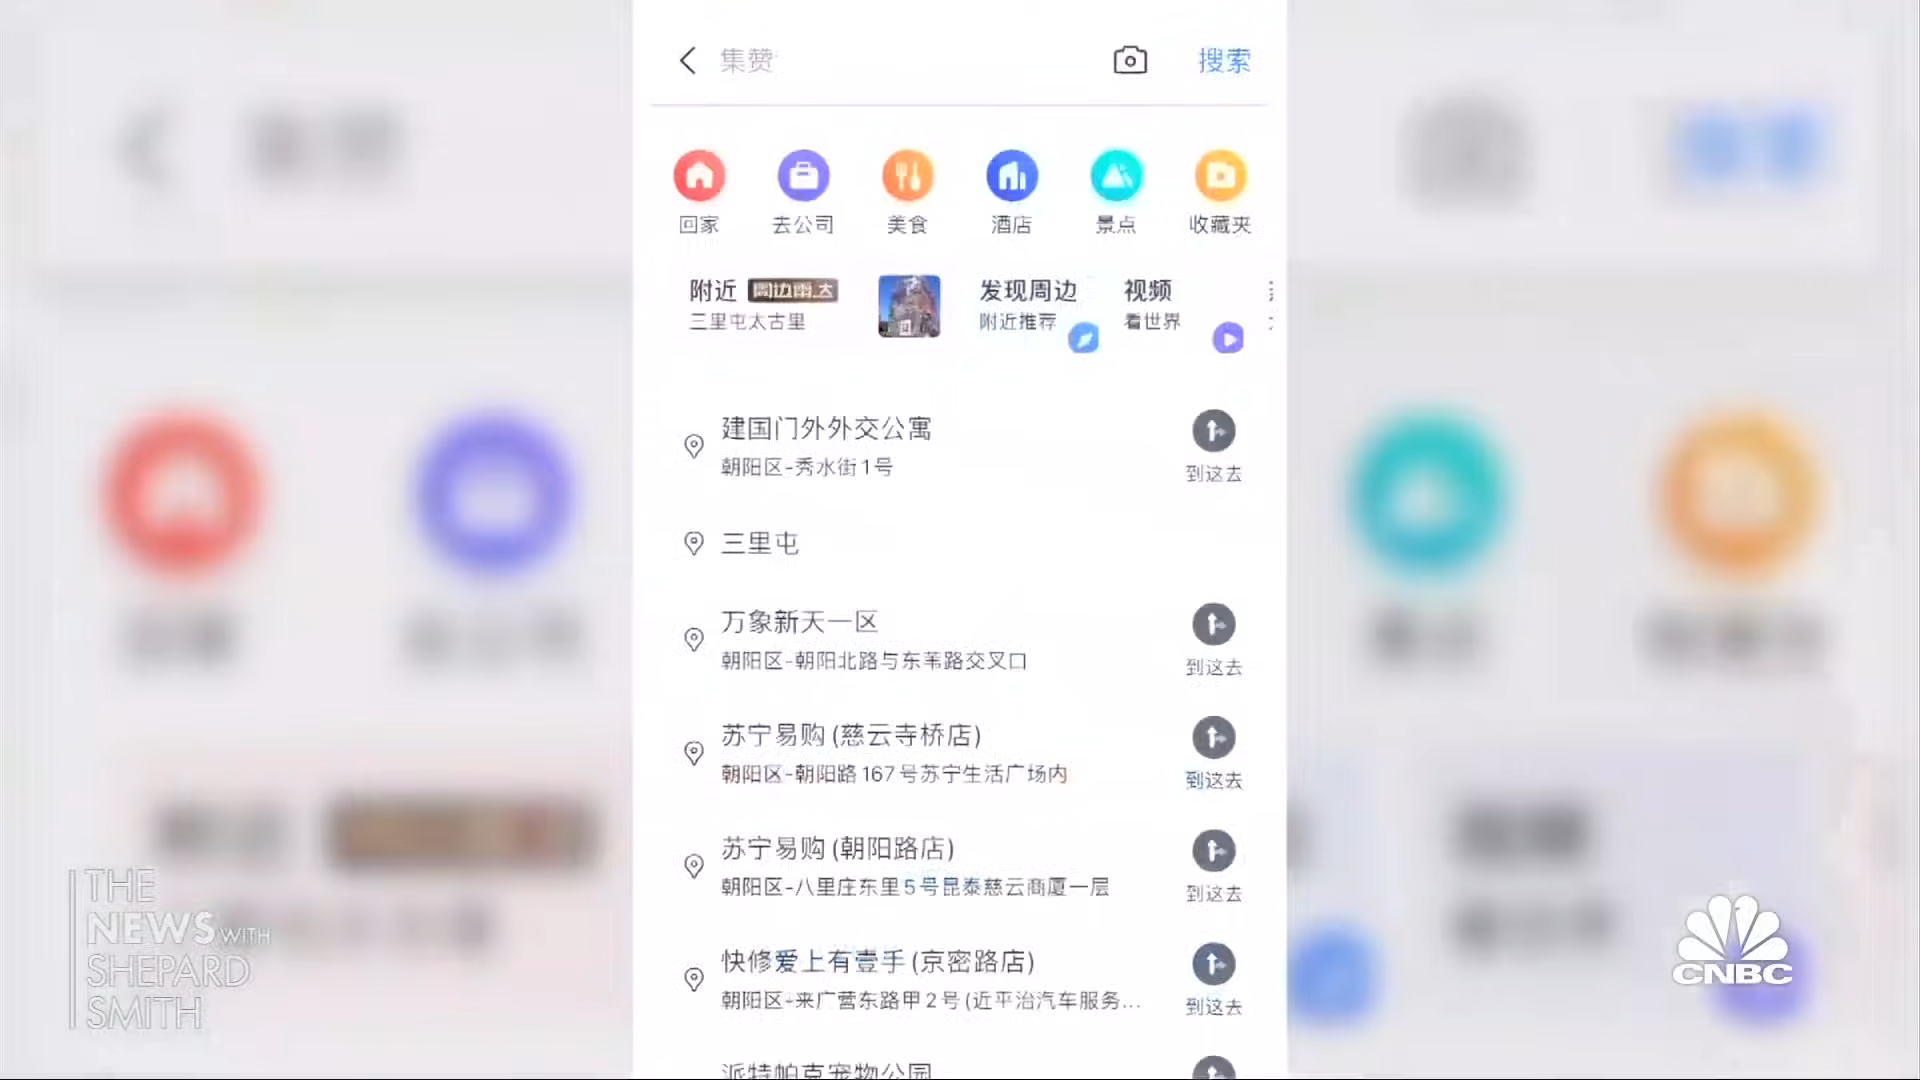 集赞
搜索
回家
去公司
美食
酒店
景点
收藏夹
附近
三里屯太古里
发现周边
附近推荐
视频
看世界
建国门外外交公寓
朝阳区-秀水街1号
到这去
三里屯
万象新天一区
朝阳区-朝阳北路与东苇路交叉口
到这去
苏宁易购(慈云寺桥店)
朝阳区-朝阳路167号苏宁生活广场内
到这去
苏宁易购(朝阳路店)
朝阳区-八里庄东里5号昆泰慈云商厦一层
到这去
快修爱上有壹手(京密路店)
朝阳区-来广营东路甲2号(近平治汽车服务...
到这去
派特帕克宠物公园
THE
NEWS WITH
SHEPARD
SMITH
CNBC